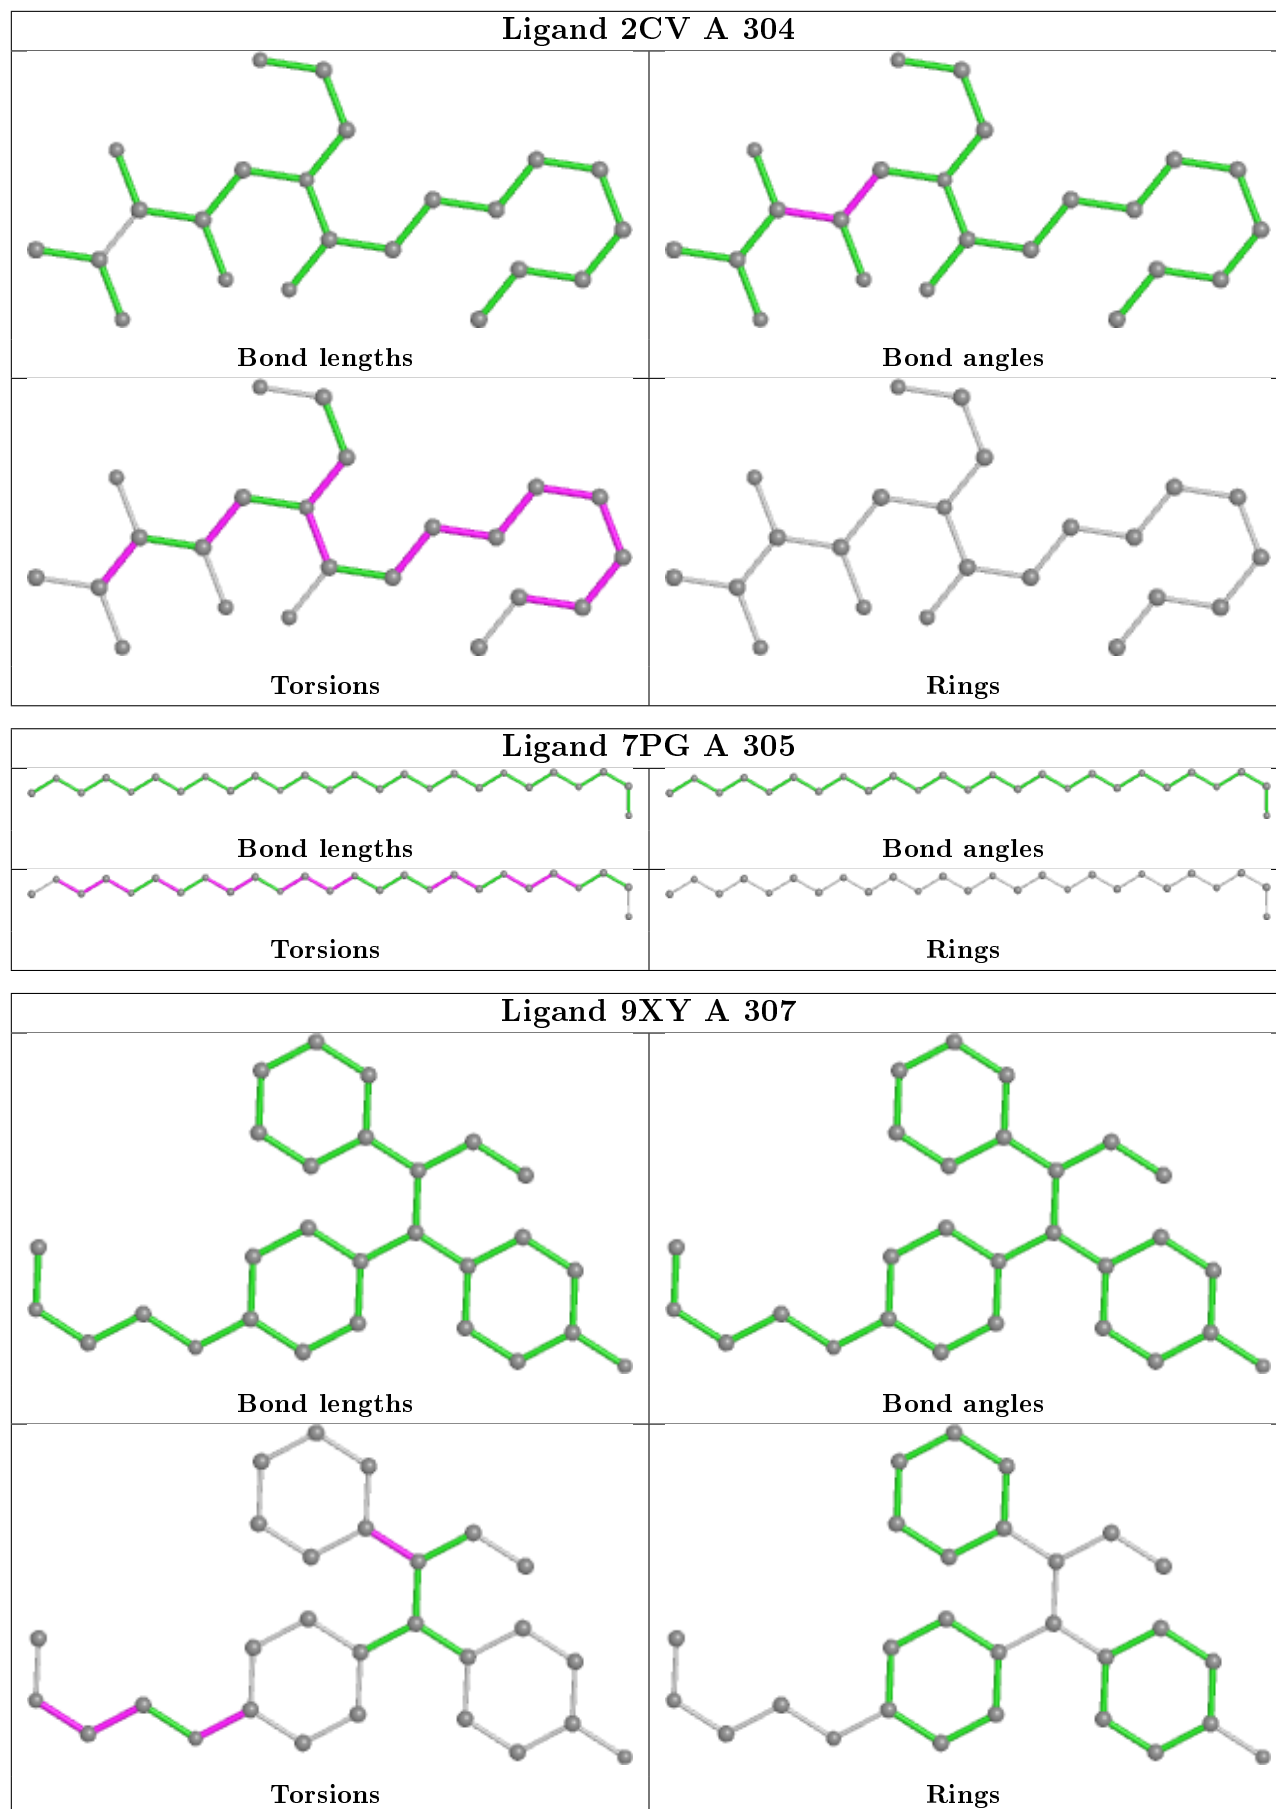 Ligand 2CV A 304
Bond lengths
Bond angles
Torsions
Rings
Ligand 7PG A 305
Bond lengths
Bond angles
Torsions
Rings
Ligand 9XY A 307
Bond lengths
Bond angles
Torsions
Rings